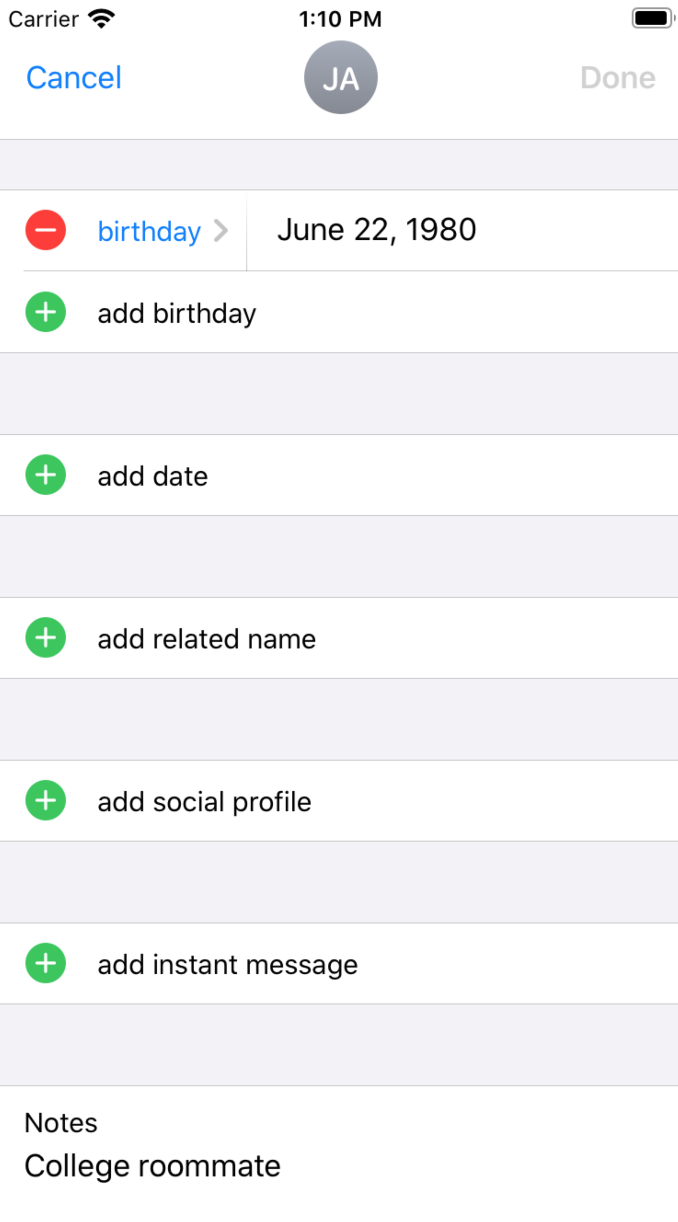 Carrier 1:10 PM
Cancel JA Done
birthday June 22, 1980
add birthday
add date
add related name
add social profile
add instant message
Notes
College roommate